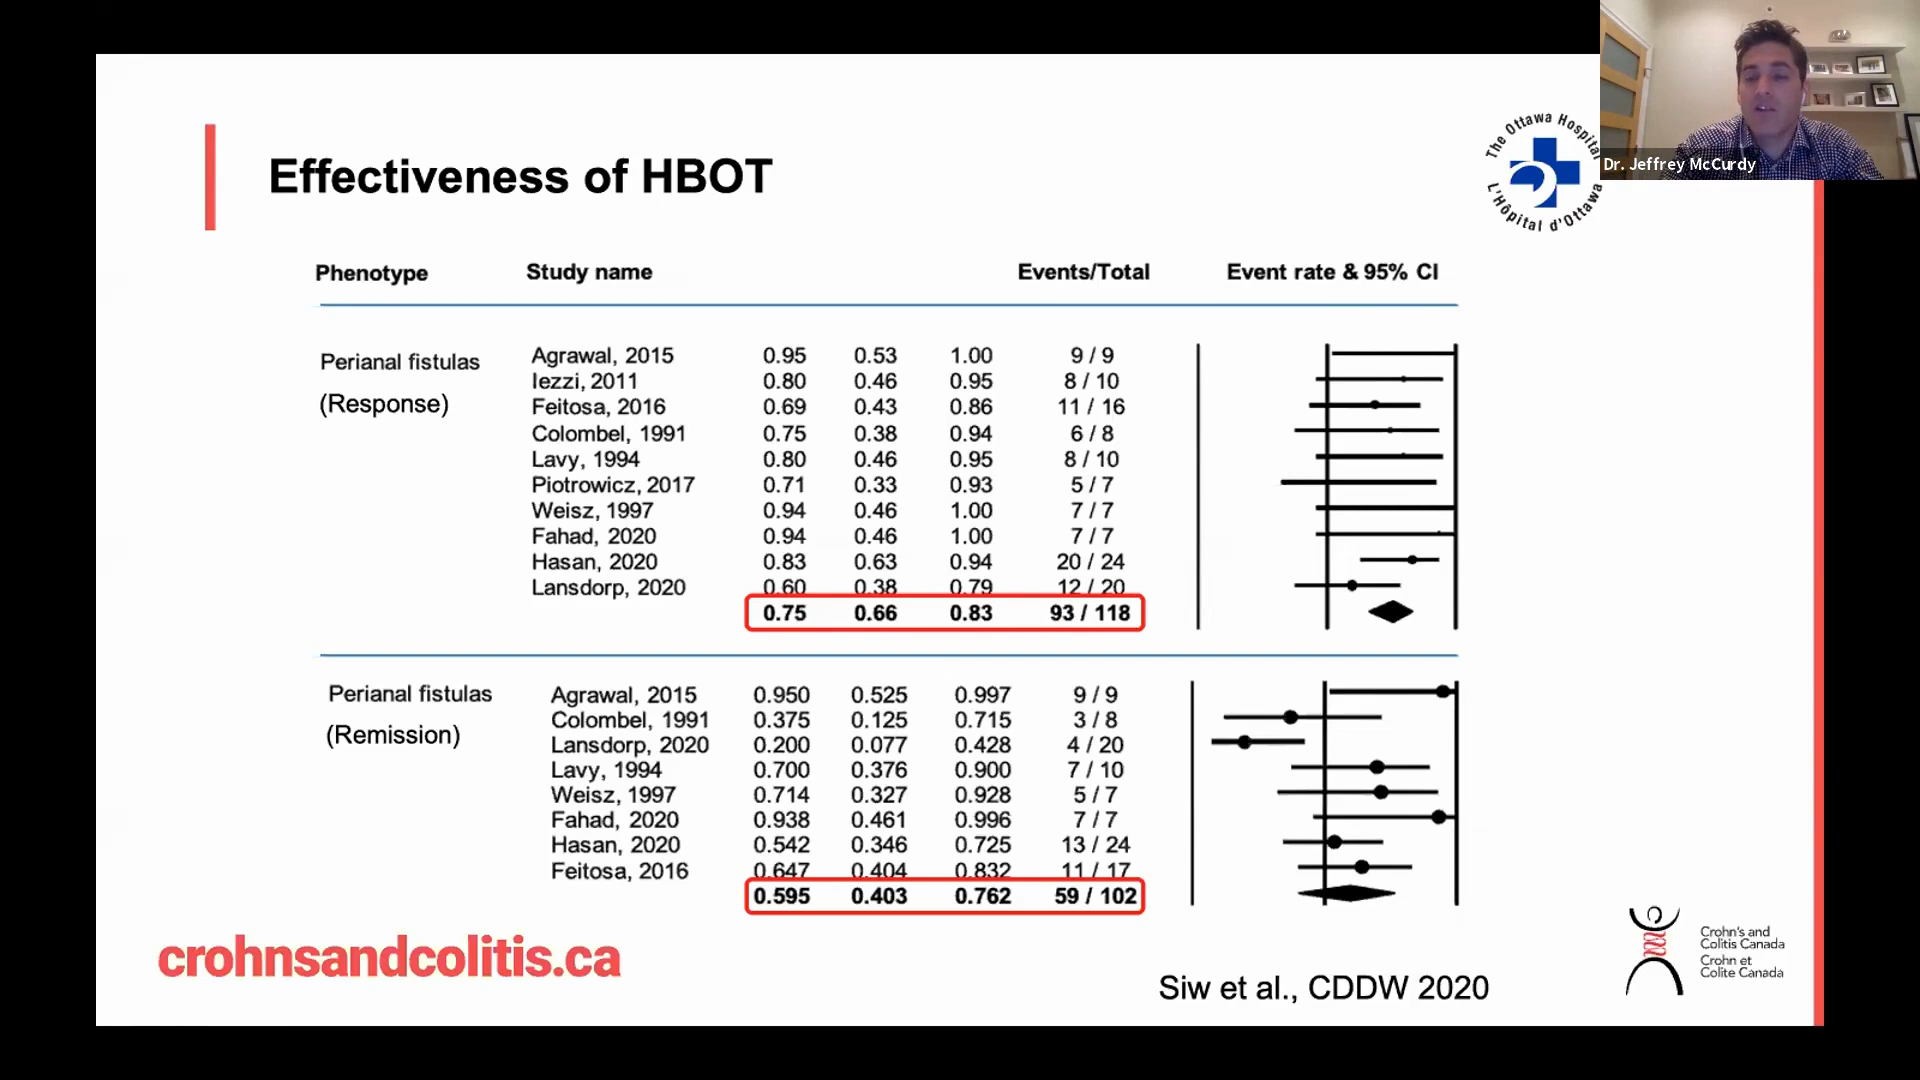 Effectiveness of HBOT
The Ottawa Hospital
L'Hôpital d'Ottawa
Dr. Jeffrey McCurdy
Phenotype Study name Events/Total Event rate & 95% CI
Perianal fistulas
(Response)
Agrawal, 2015 0.95 0.53 1.00 9 / 9
Iezzi, 2011 0.80 0.46 0.95 8 / 10
Feitosa, 2016 0.69 0.43 0.86 11 / 16
Colombel, 1991 0.75 0.38 0.94 6 / 8
Lavy, 1994 0.80 0.46 0.95 8 / 10
Piotrowicz, 2017 0.71 0.33 0.93 5 / 7
Weisz, 1997 0.94 0.46 1.00 7 / 7
Fahad, 2020 0.94 0.46 1.00 7 / 7
Hasan, 2020 0.83 0.63 0.94 20 / 24
Lansdorp, 2020 0.60 0.38 0.79 12 / 20
0.75 0.66 0.83 93 / 118
Perianal fistulas
(Remission)
Agrawal, 2015 0.950 0.525 0.997 9 / 9
Colombel, 1991 0.375 0.125 0.715 3 / 8
Lansdorp, 2020 0.200 0.077 0.428 4 / 20
Lavy, 1994 0.700 0.376 0.900 7 / 10
Weisz, 1997 0.714 0.327 0.928 5 / 7
Fahad, 2020 0.938 0.461 0.996 7 / 7
Hasan, 2020 0.542 0.346 0.725 13 / 24
Feitosa, 2016 0.647 0.404 0.832 11 / 17
0.595 0.403 0.762 59 / 102
crohnsandcolitis.ca
Siw et al., CDDW 2020
Crohn's and
Colitis Canada
Crohn et
Colite Canada